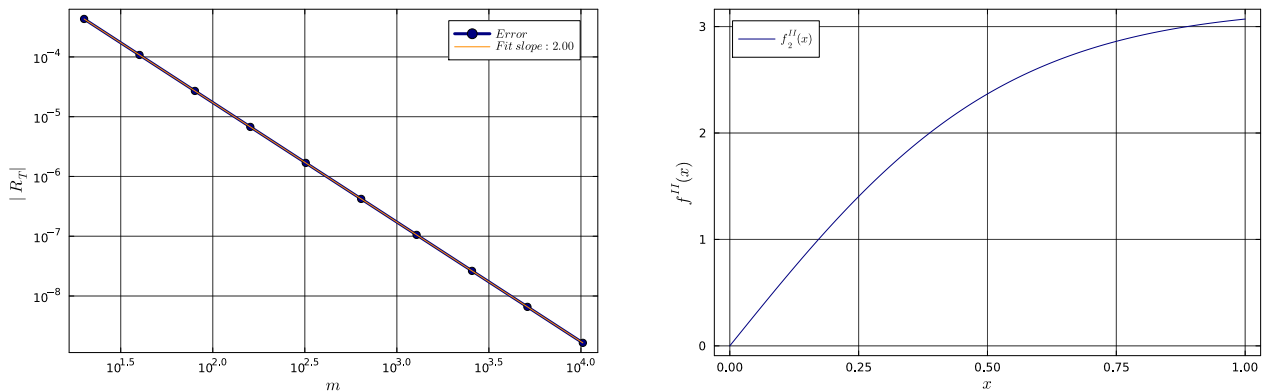 10⁻⁴
10⁻⁵
10⁻⁶
10⁻⁷
10⁻⁸
|R_T|
Error
Fit slope : 2.00
10^1.5 10^2.0 10^2.5 10^3.0 10^3.5 10^4.0
m
3
2
1
0
f^{II}(x)
f_2^{II}(x)
0.00 0.25 0.50 0.75 1.00
x